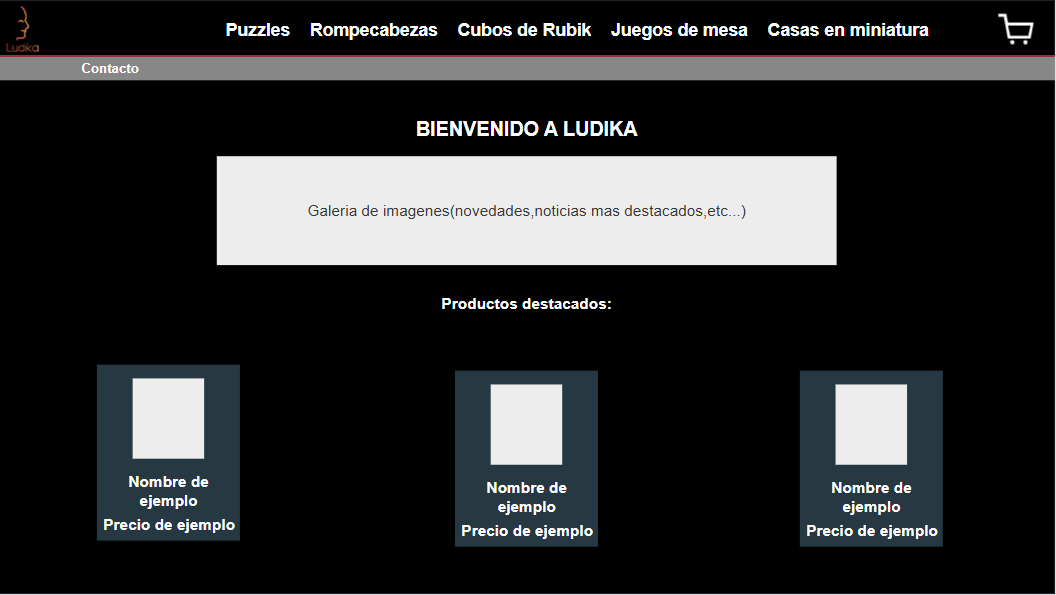 Ludika
Puzzles Rompecabezas Cubos de Rubik Juegos de mesa Casas en miniatura
Contacto
BIENVENIDO A LUDIKA
Galeria de imagenes(novedades,noticias mas destacados,etc...)
Productos destacados:
Nombre de
ejemplo
Precio de ejemplo
Nombre de
ejemplo
Precio de ejemplo
Nombre de
ejemplo
Precio de ejemplo